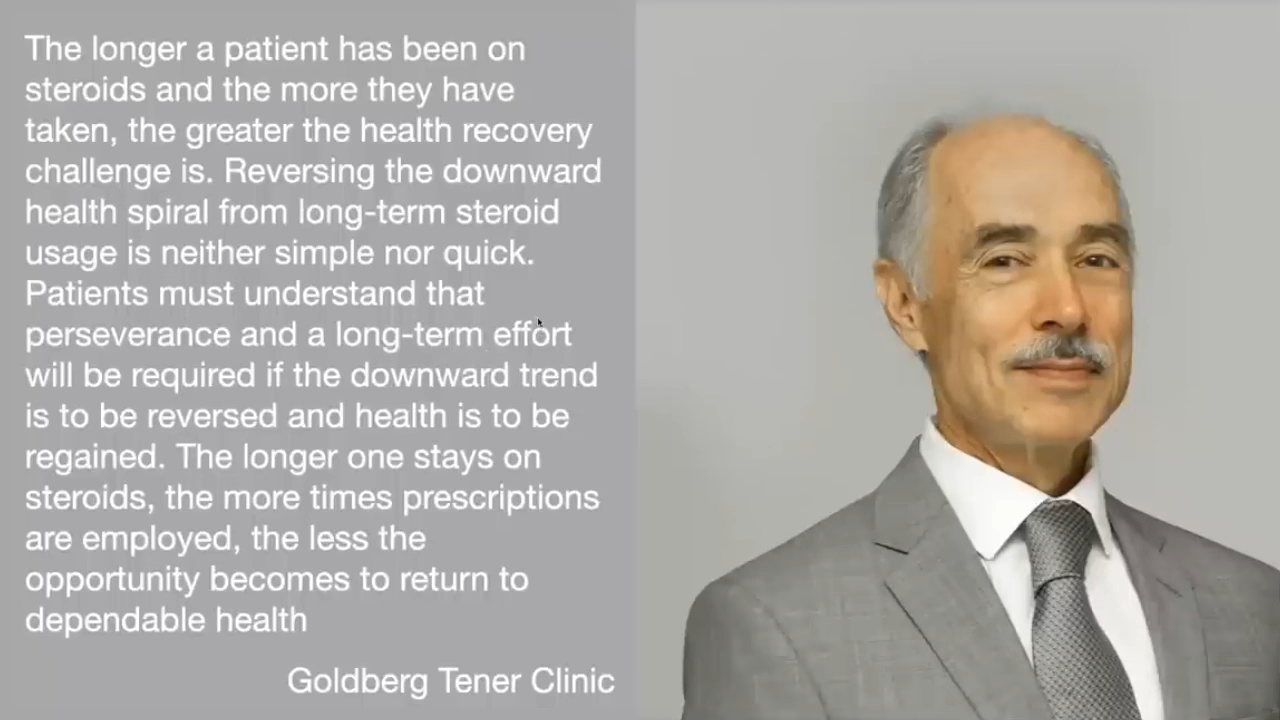 The longer a patient has been on
steroids and the more they have
taken, the greater the health recovery
challenge is. Reversing the downward
health spiral from long-term steroid
usage is neither simple nor quick.
Patients must understand that
perseverance and a long-term effort
will be required if the downward trend
is to be reversed and health is to be
regained. The longer one stays on
steroids, the more times prescriptions
are employed, the less the
opportunity becomes to return to
dependable health
Goldberg Tener Clinic